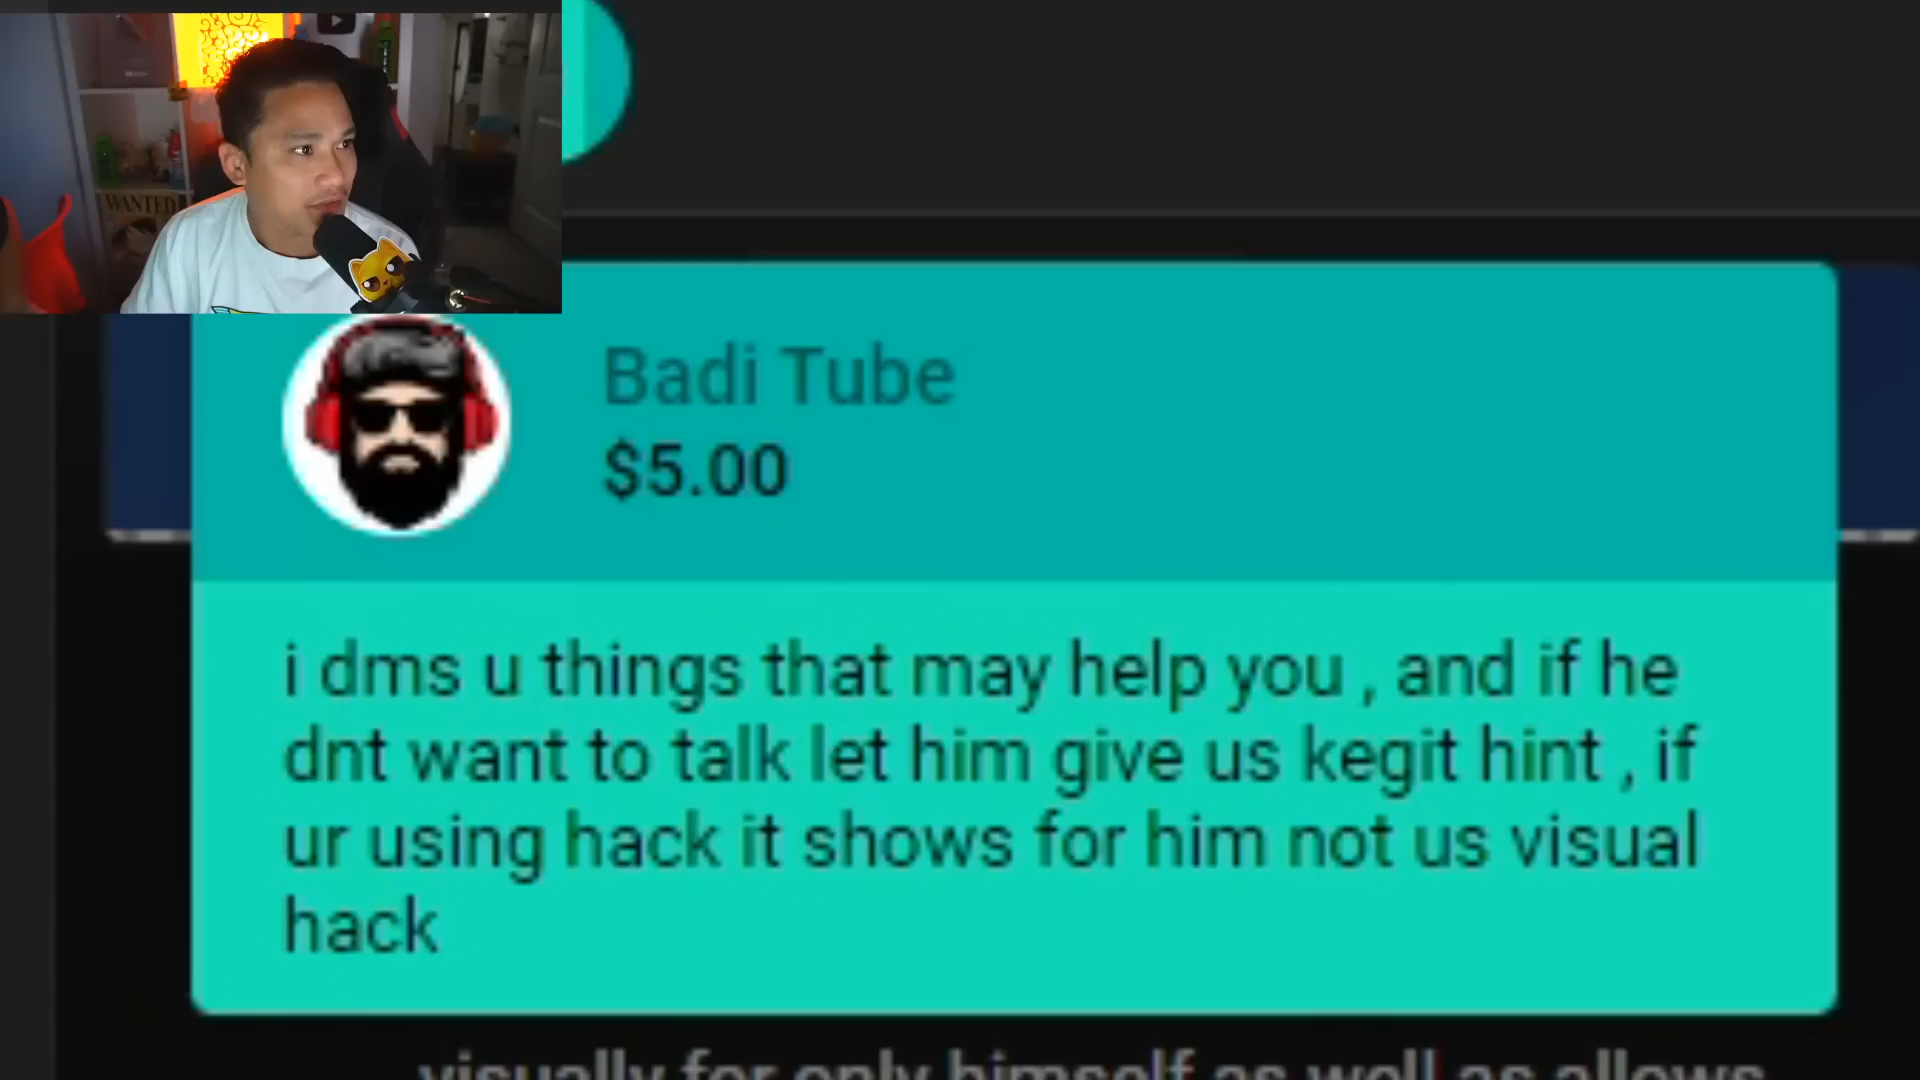 WANTED
Badi Tube
$5.00
i dms u things that may help you , and if he
dnt want to talk let him give us kegit hint , if
ur using hack it shows for him not us visual
hack
visually for only himself as well as allows